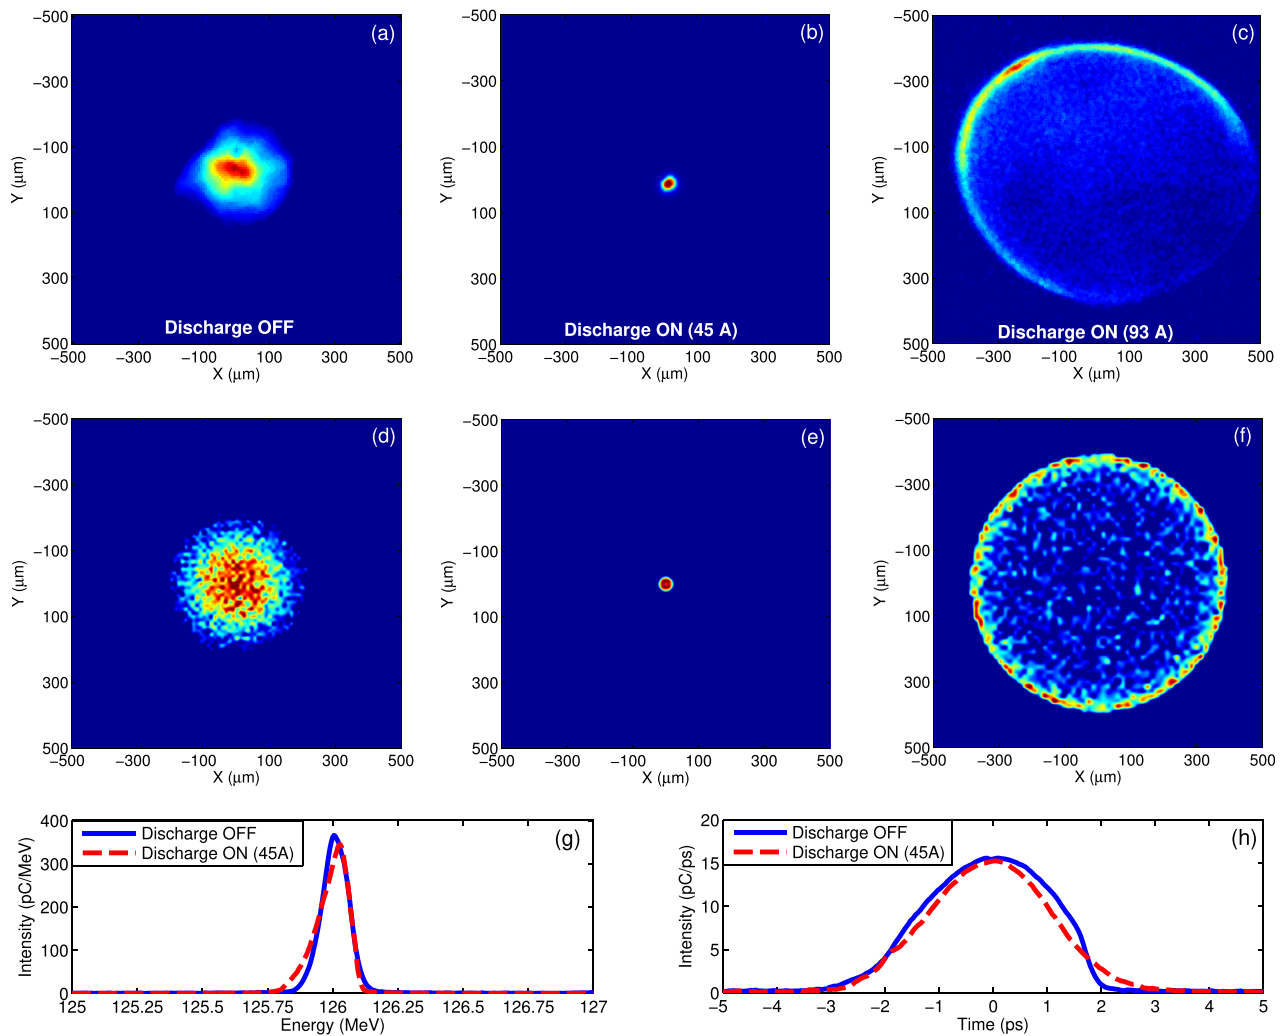 (a)
−500
−300
−100
100
300
500
Y (μm)
Discharge OFF
−500 −300 −100 100 300 500
X (μm)
(b)
−500
−300
−100
100
300
500
Y (μm)
Discharge ON (45 A)
−500 −300 −100 100 300 500
X (μm)
(c)
−500
−300
−100
100
300
500
Y (μm)
Discharge ON (93 A)
−500 −300 −100 100 300 500
X (μm)
(d)
−500
−300
−100
100
300
500
Y (μm)
−500 −300 −100 100 300 500
X (μm)
(e)
−500
−300
−100
100
300
500
Y (μm)
−500 −300 −100 100 300 500
X (μm)
(f)
−500
−300
−100
100
300
500
Y (μm)
−500 −300 −100 100 300 500
X (μm)
(g)
Discharge OFF
Discharge ON (45A)
400
300
200
100
0
Intensity (pC/MeV)
125 125.25 125.5 125.75 126 126.25 126.5 126.75 127
Energy (MeV)
(h)
Discharge OFF
Discharge ON (45A)
20
15
10
5
0
Intensity (pC/ps)
−5 −4 −3 −2 −1 0 1 2 3 4 5
Time (ps)